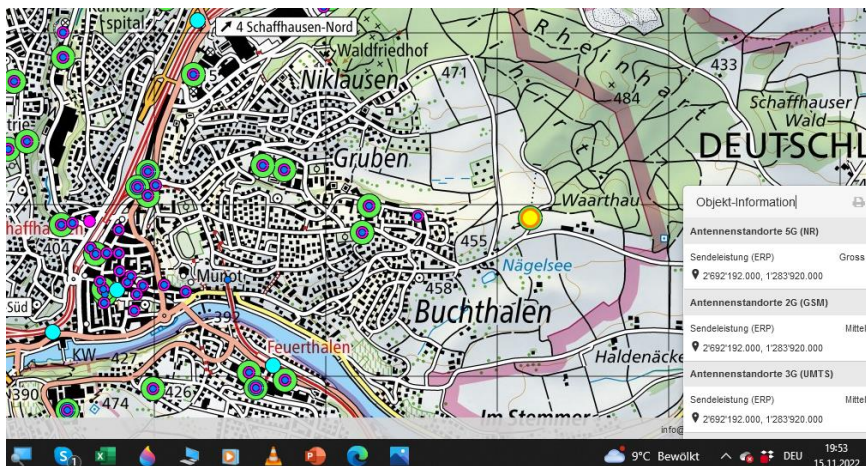 spital
4 Schaffhausen-Nord
Waldfriedhof
Niklausen
471
433
484
Rheinhart
Schaffhauser
Wald
DEUTSCHL
Gruben
Waarthau
404
455
458
Nägelsee
Munot
Süd
392
Buchthalen
KW
427
Feuerthalen
Haldenäcke
390
474
426
Im Stemmer
info@
Objekt-Information
Antennenstandorte 5G (NR)
Sendeleistung (ERP) Gross
2'692'192.000, 1'283'920.000
Antennenstandorte 2G (GSM)
Sendeleistung (ERP) Mittel
2'692'192.000, 1'283'920.000
Antennenstandorte 3G (UMTS)
Sendeleistung (ERP) Mittel
2'692'192.000, 1'283'920.000
9°C Bewölkt DEU 19:53
15.11.2022